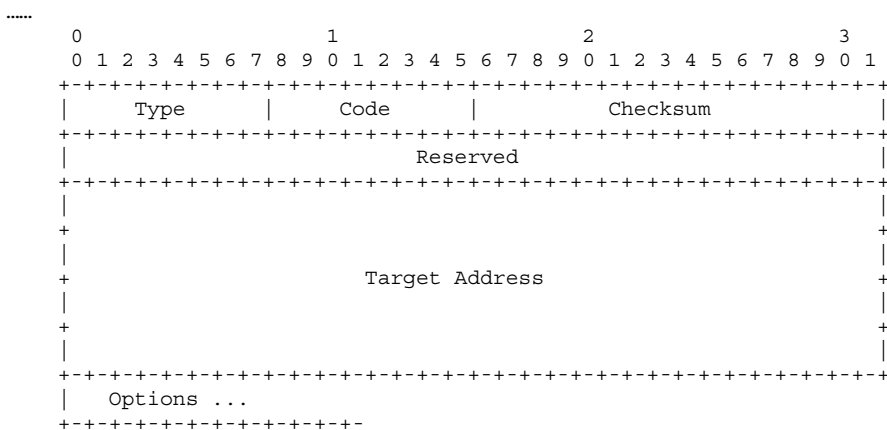 ......
 0                   1                   2                   3
 0 1 2 3 4 5 6 7 8 9 0 1 2 3 4 5 6 7 8 9 0 1 2 3 4 5 6 7 8 9 0 1
+-+-+-+-+-+-+-+-+-+-+-+-+-+-+-+-+-+-+-+-+-+-+-+-+-+-+-+-+-+-+-+-+
|     Type      |     Code      |          Checksum             |
+-+-+-+-+-+-+-+-+-+-+-+-+-+-+-+-+-+-+-+-+-+-+-+-+-+-+-+-+-+-+-+-+
|                           Reserved                            |
+-+-+-+-+-+-+-+-+-+-+-+-+-+-+-+-+-+-+-+-+-+-+-+-+-+-+-+-+-+-+-+-+
|                                                               |
+                                                               +
|                                                               |
+                       Target Address                          +
|                                                               |
+                                                               +
|                                                               |
+-+-+-+-+-+-+-+-+-+-+-+-+-+-+-+-+-+-+-+-+-+-+-+-+-+-+-+-+-+-+-+-+
|   Options ...
+-+-+-+-+-+-+-+-+-+-+-+-